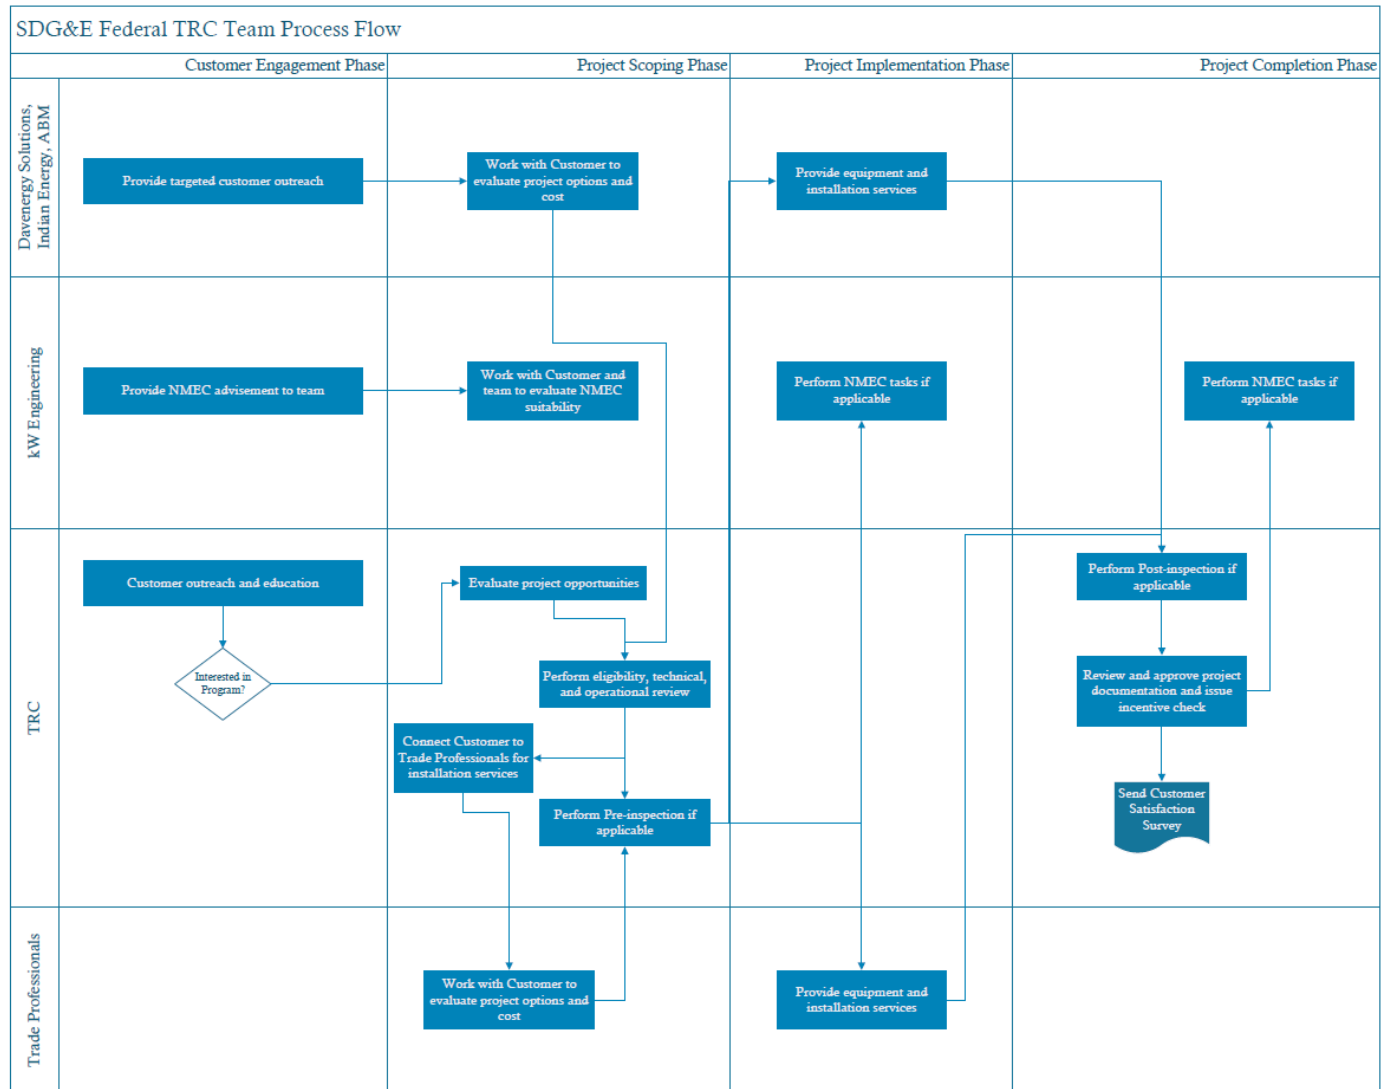 SDG&E Federal TRC Team Process Flow
Customer Engagement Phase
Project Scoping Phase
Project Implementation Phase
Project Completion Phase
Davenergy Solutions,
Indian Energy, ABM
Provide targeted customer outreach
Work with Customer to
evaluate project options and
cost
Provide equipment and
installation services
kW Engineering
Provide NMEC advisement to team
Work with Customer and
team to evaluate NMEC
suitability
Perform NMEC tasks if
applicable
Perform NMEC tasks if
applicable
TRC
Customer outreach and education
Interested in
Program?
Evaluate project opportunities
Perform eligibility, technical,
and operational review
Connect Customer to
Trade Professionals for
installation services
Perform Pre-inspection if
applicable
Perform Post-inspection if
applicable
Review and approve project
documentation and issue
incentive check
Send Customer
Satisfaction
Survey
Trade Professionals
Work with Customer to
evaluate project options and
cost
Provide equipment and
installation services